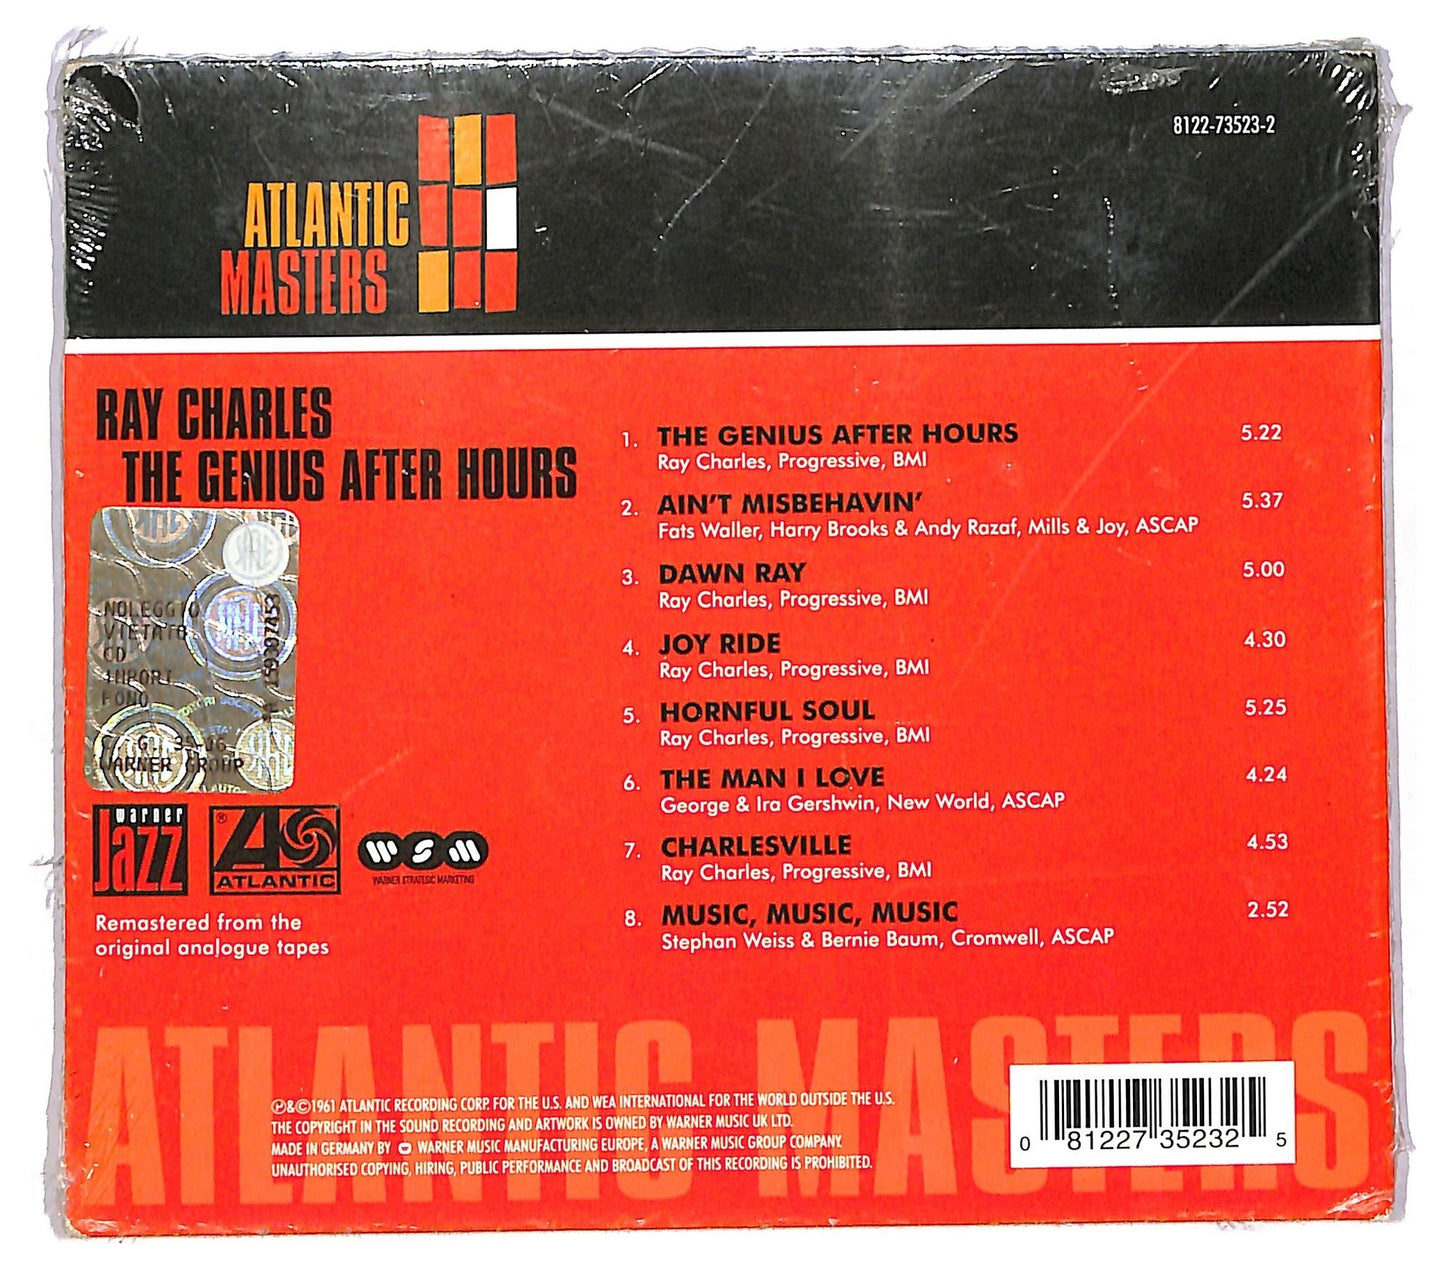 8122-73523-2
ATLANTIC
MASTERS
RAY CHARLES
THE GENIUS AFTER HOURS
1. THE GENIUS AFTER HOURS 5.22
Ray Charles, Progressive, BMI
2. AIN'T MISBEHAVIN' 5.37
Fats Waller, Harry Brooks & Andy Razaf, Mills & Joy, ASCAP
3. DAWN RAY 5.00
Ray Charles, Progressive, BMI
4. JOY RIDE 4.30
Ray Charles, Progressive, BMI
5. HORNFUL SOUL 5.25
Ray Charles, Progressive, BMI
6. THE MAN I LOVE 4.24
George & Ira Gershwin, New World, ASCAP
7. CHARLESVILLE 4.53
Ray Charles, Progressive, BMI
8. MUSIC, MUSIC, MUSIC 2.52
Stephan Weiss & Bernie Baum, Cromwell, ASCAP
NOLEGGIO
VIETATO
CD
IMPORT
WARNER GROUP
warner
Jazz
® ATLANTIC
WSM
WARNER STRATEGIC MARKETING
Remastered from the
original analogue tapes
ATLANTIC MASTERS
℗&©1961 ATLANTIC RECORDING CORP. FOR THE U.S. AND WEA INTERNATIONAL FOR THE WORLD OUTSIDE THE U.S.
THE COPYRIGHT IN THE SOUND RECORDING AND ARTWORK IS OWNED BY WARNER MUSIC UK LTD.
MADE IN GERMANY BY WARNER MUSIC MANUFACTURING EUROPE, A WARNER MUSIC GROUP COMPANY.
UNAUTHORISED COPYING, HIRING, PUBLIC PERFORMANCE AND BROADCAST OF THIS RECORDING IS PROHIBITED.
0 81227 35232 5